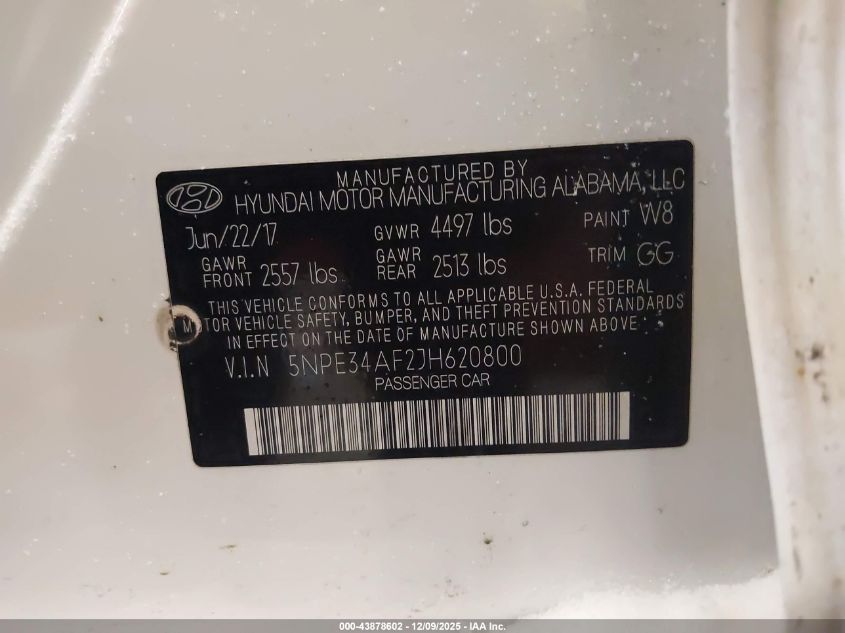 MANUFACTURED BY
HYUNDAI MOTOR MANUFACTURING ALABAMA, LLC
Jun/22/17 GVWR 4497 lbs PAINT W8
GAWR FRONT 2557 lbs GAWR REAR 2513 lbs TRIM GG
THIS VEHICLE CONFORMS TO ALL APPLICABLE U.S.A. FEDERAL
MOTOR VEHICLE SAFETY, BUMPER, AND THEFT PREVENTION STANDARDS
IN EFFECT ON THE DATE OF MANUFACTURE SHOWN ABOVE
V.I.N 5NPE34AF2JH620800
PASSENGER CAR
000-43878602 - 12/09/2025 - IAA Inc.